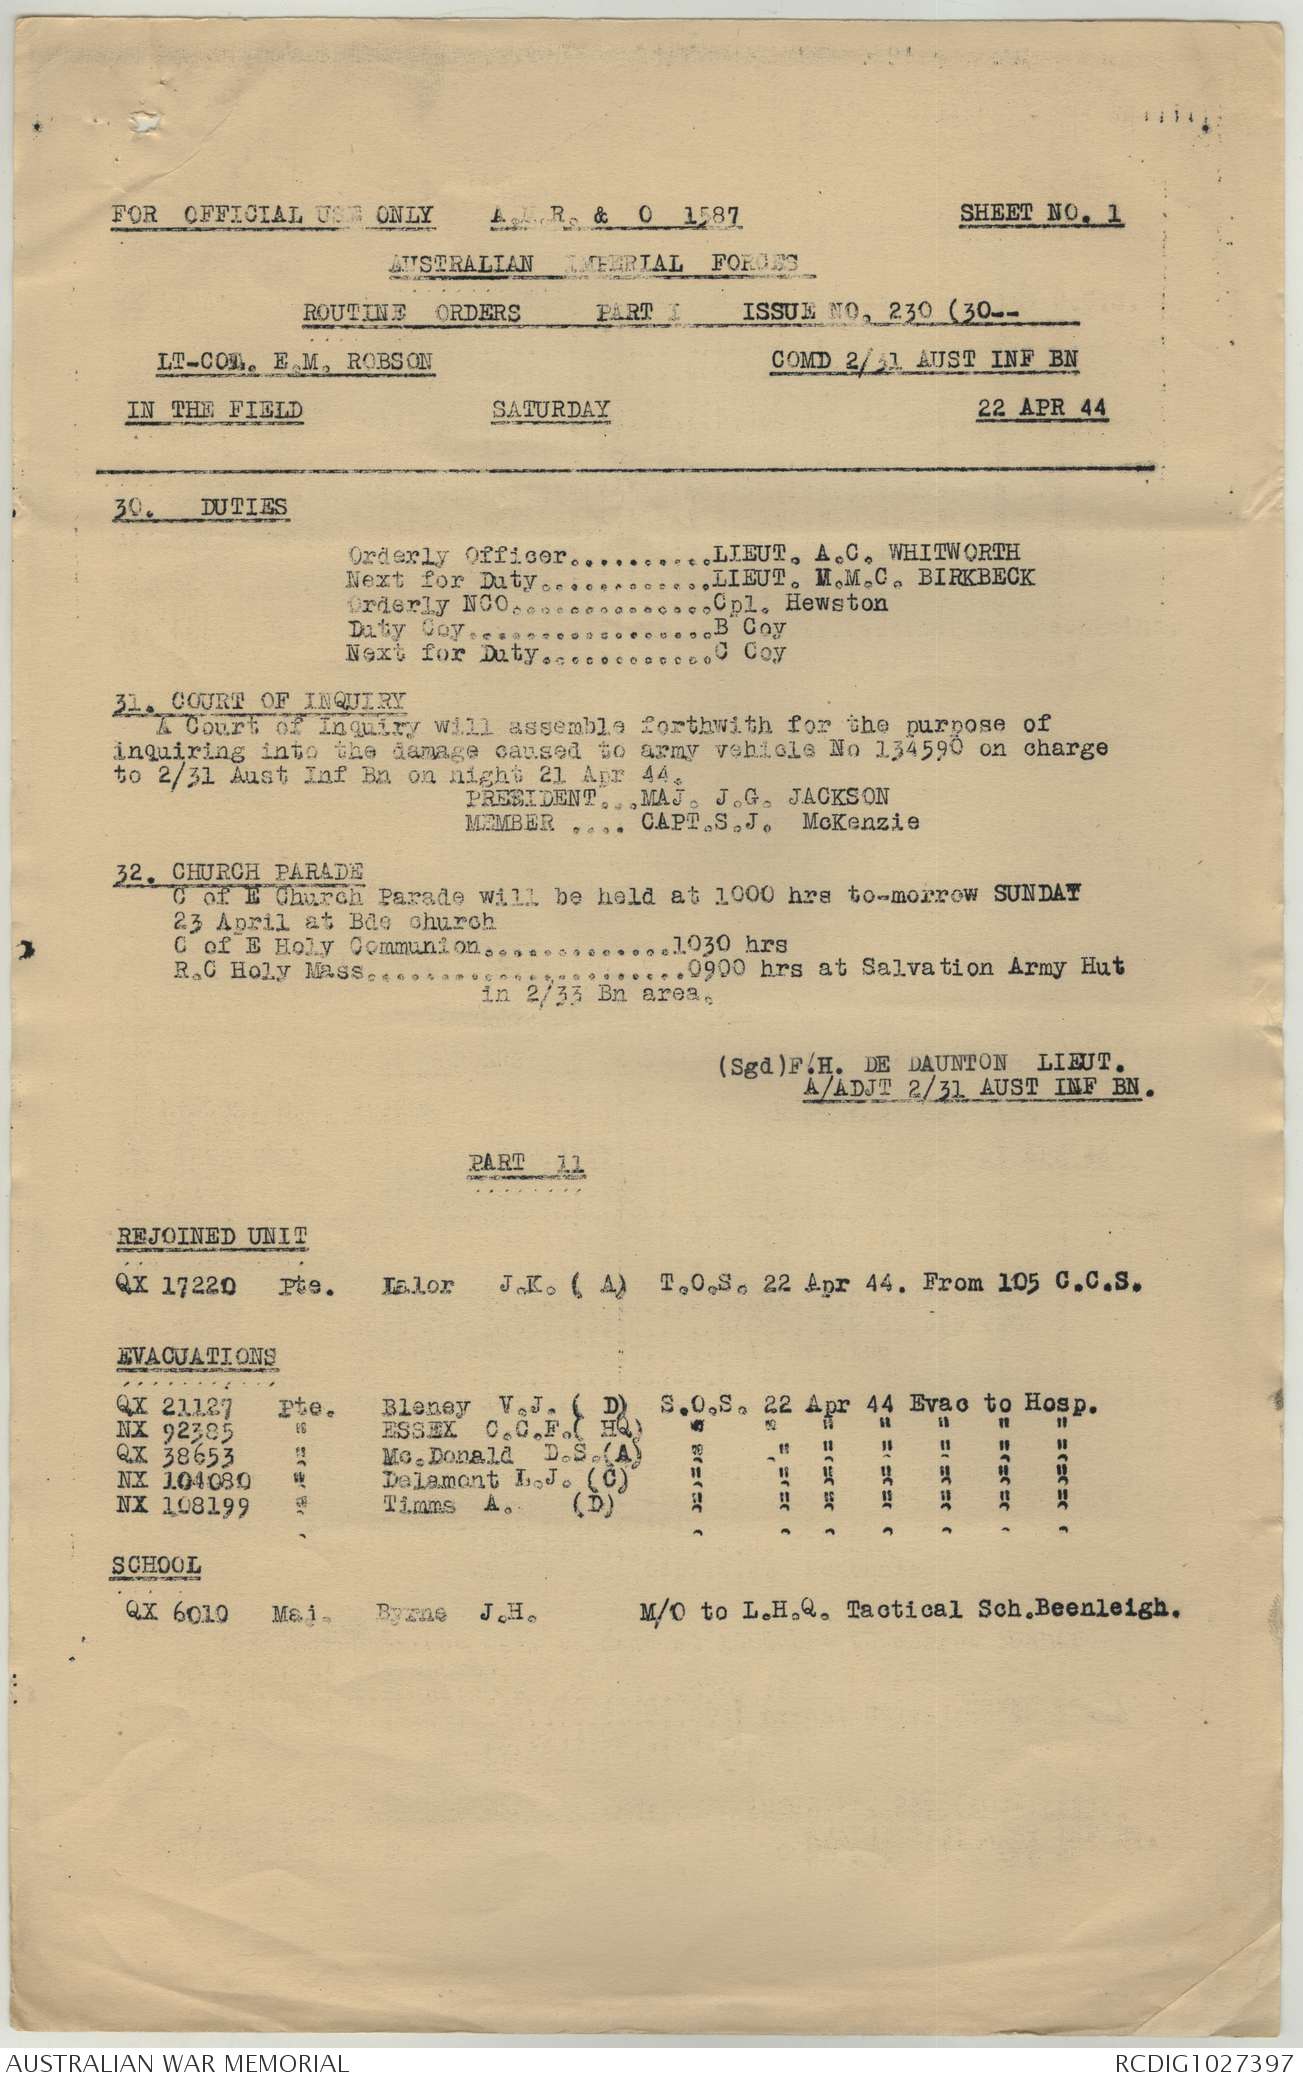 FOR OFFICIAL USE ONLY A.M.R. & O 1587 SHEET NO. 1
AUSTRALIAN IMPERIAL FORCES
ROUTINE ORDERS PART I ISSUE NO, 230 (30--
LT-COL. E.M. ROBSON COMD 2/31 AUST INF BN
IN THE FIELD SATURDAY 22 APR 44
30. DUTIES
Orderly Officer..........LIEUT. A.C. WHITWORTH
Next for Duty............LIEUT. M.M.C. BIRKBECK
Orderly NCO..............Cpl. Hewston
Duty Coy.................B Coy
Next for Duty............C Coy
31. COURT OF INQUIRY
A Court of Inquiry will assemble forthwith for the purpose of
inquiring into the damage caused to army vehicle No 134590 on charge
to 2/31 Aust Inf Bn on night 21 Apr 44.
PRESIDENT...MAJ. J.G. JACKSON
MEMBER .... CAPT.S.J. McKenzie
32. CHURCH PARADE
C of E Church Parade will be held at 1000 hrs to-morrow SUNDAY
23 April at Bde church
C of E Holy Communion.............1030 hrs
R.C Holy Mass......................0900 hrs at Salvation Army Hut
in 2/33 Bn area.
(Sgd)F.H. DE DAUNTON LIEUT.
A/ADJT 2/31 AUST INF BN.
PART 11
REJOINED UNIT
QX 17220 Pte. Lalor J.K. ( A) T.O.S. 22 Apr 44. From 105 C.C.S.
EVACUATIONS
QX 21127 Pte. Bleney V.J. ( D) S.O.S. 22 Apr 44 Evac to Hosp.
NX 92385 " ESSEX C.C.F.( HQ) " " " " " " "
QX 38653 " Mc.Donald D.S.(A) " " " " " " "
NX 104080 " Delamont L.J. (C) " " " " " " "
NX 108199 " Timms A. (D) " " " " " " "
SCHOOL
QX 6010 Maj. Byrne J.H. M/O to L.H.Q. Tactical Sch.Beenleigh.
AUSTRALIAN WAR MEMORIAL RCDIG1027397